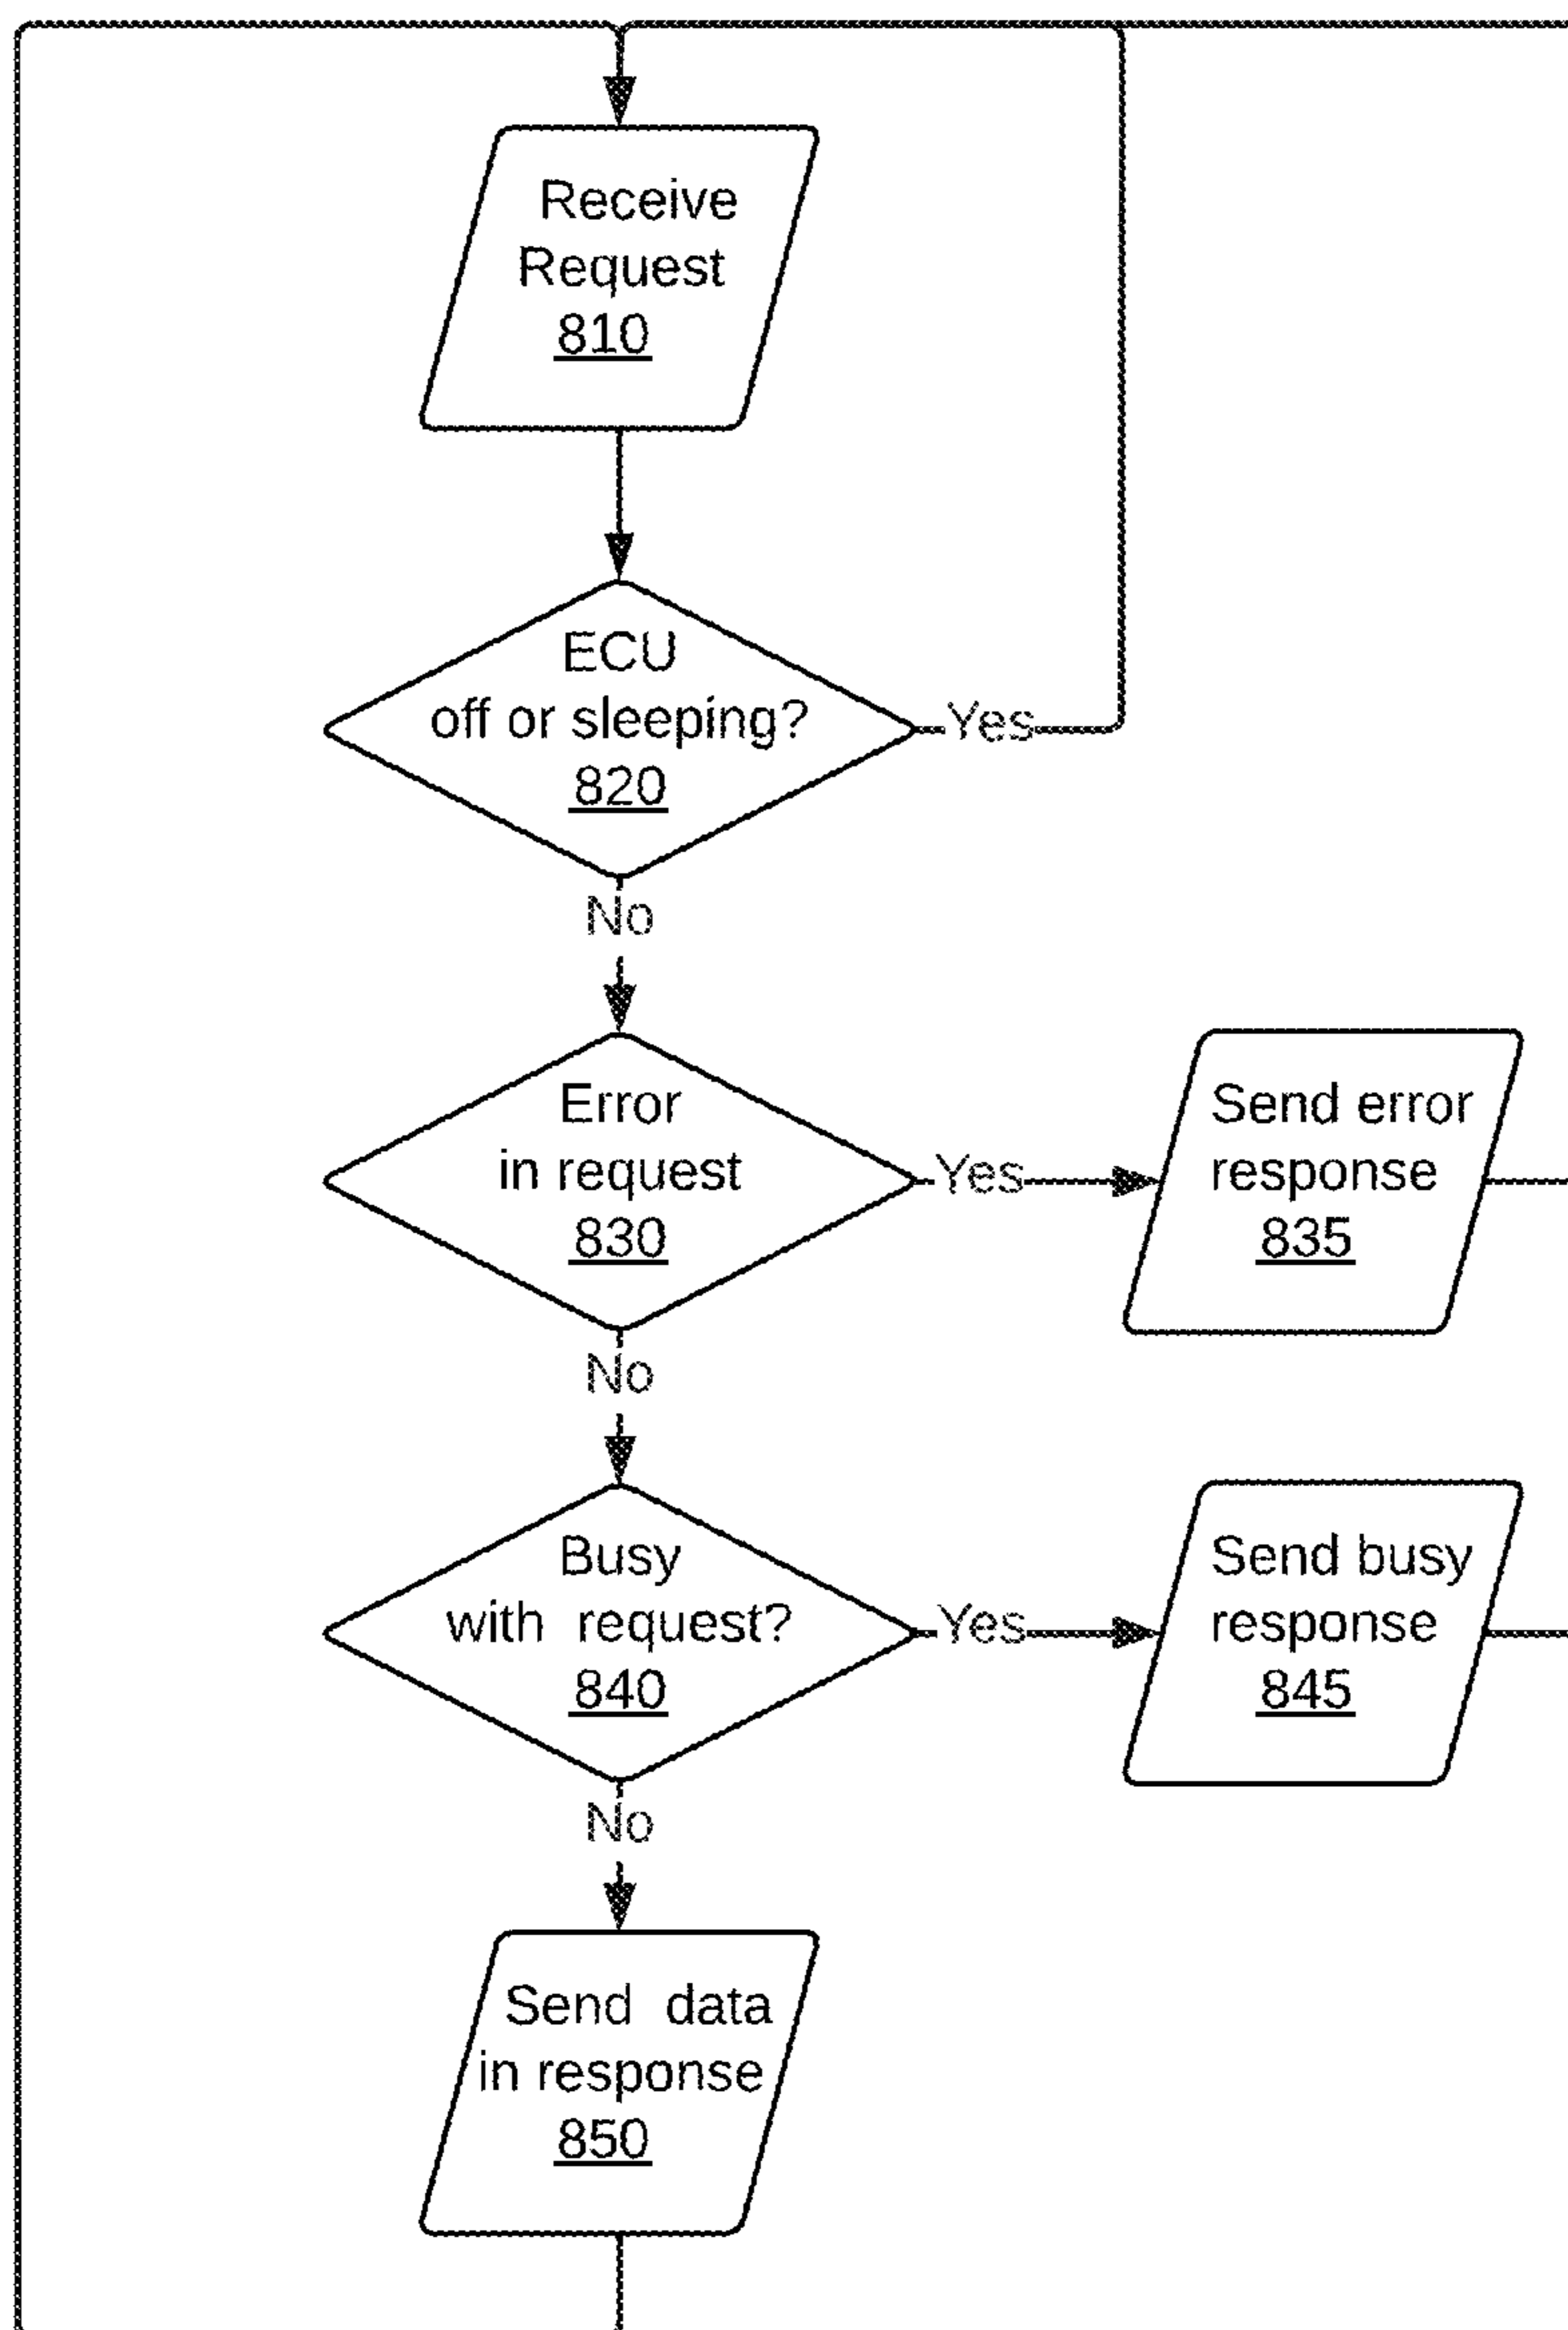 Receive
Request
810
ECU
off or sleeping?
820
Yes
No
Error
in request
830
Yes
Send error
response
835
No
Busy
with request?
840
Yes
Send busy
response
845
No
Send data
in response
850